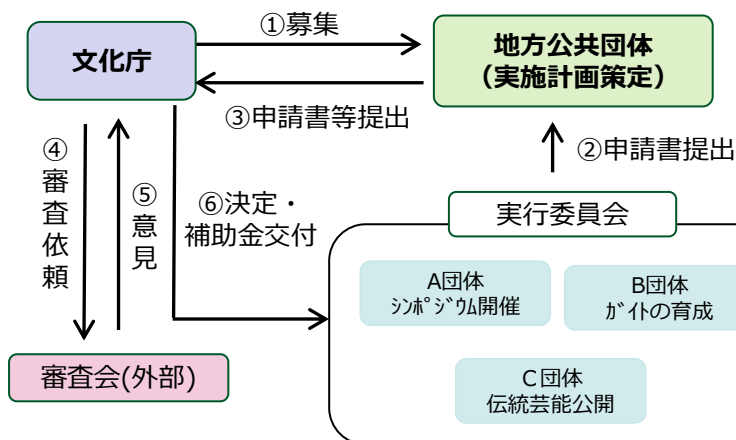 文化庁
①募集
地方公共団体
（実施計画策定）
③申請書等提出
②申請書提出
④審査依頼
⑤意見
⑥決定・
補助金交付
実行委員会
A団体
ｼﾝﾎﾟｼﾞｳﾑ開催
B団体
ｶﾞｲﾄの育成
C団体
伝統芸能公開
審査会(外部)